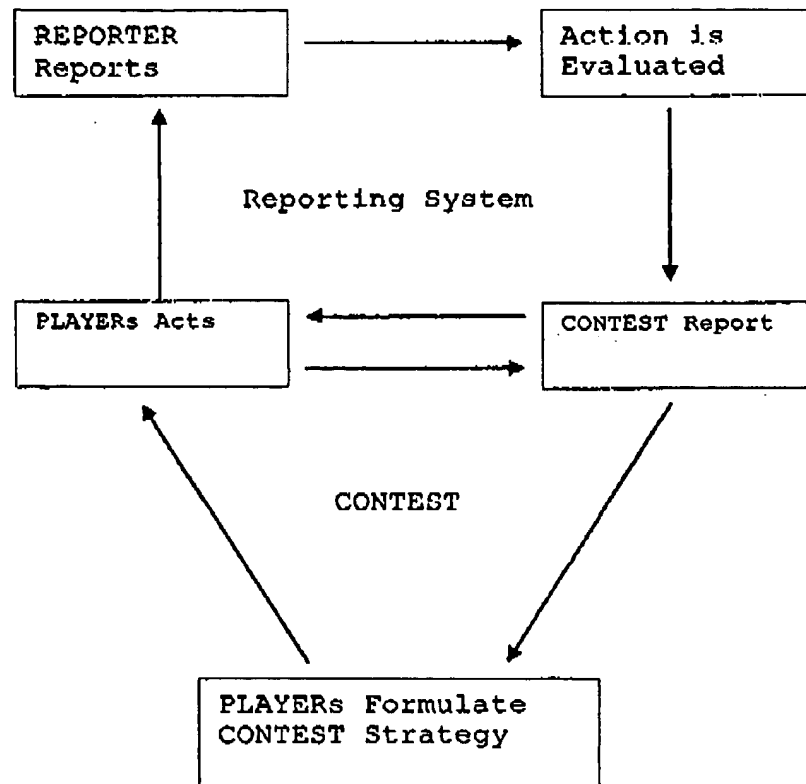 REPORTER
Reports
Action is
Evaluated
Reporting System
PLAYERs Acts
CONTEST Report
CONTEST
PLAYERs Formulate
CONTEST Strategy